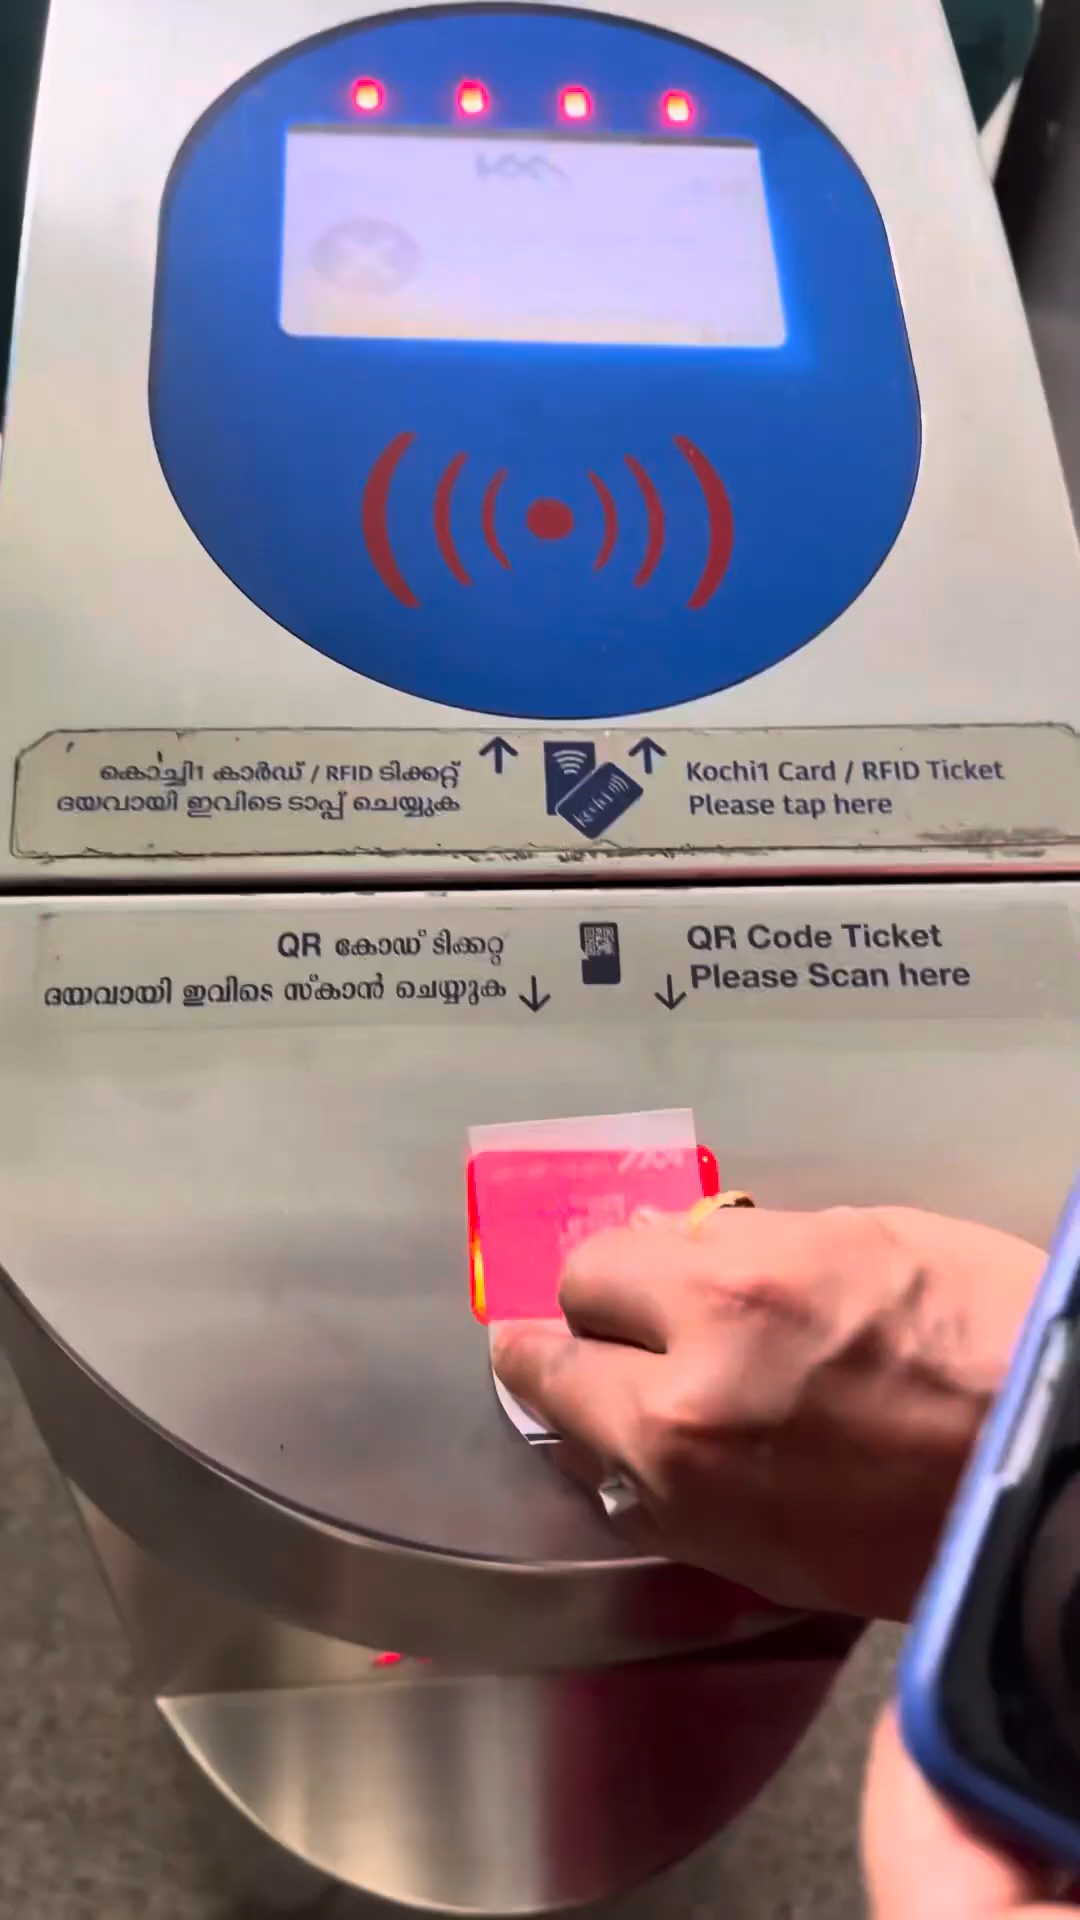 കൊച്ചി1 കാർഡ് / RFID ടിക്കറ്റ്
ദയവായി ഇവിടെ ടാപ്പ് ചെയ്യുക
Kochi1 Card / RFID Ticket
Please tap here
QR കോഡ് ടിക്കറ്റ
ദയവായി ഇവിടെ സ്കാൻ ചെയ്യുക
QR Code Ticket
Please Scan here